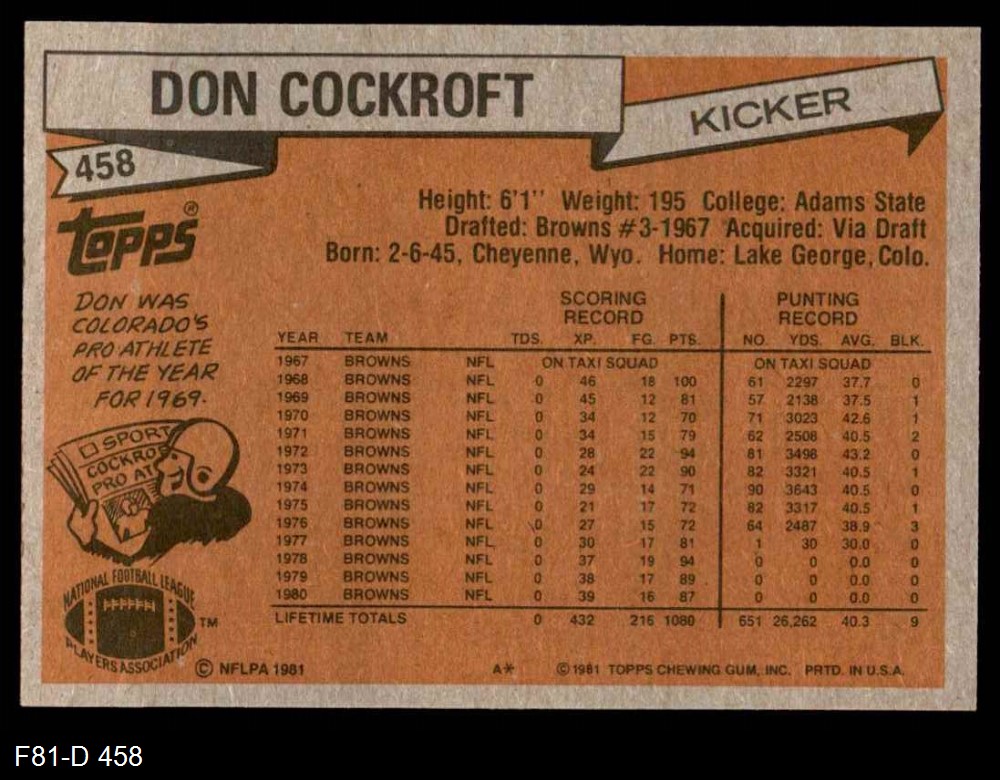 DON COCKROFT
KICKER
458
TOPPS®
Height: 6'1'' Weight: 195 College: Adams State
Drafted: Browns #3-1967 Acquired: Via Draft
Born: 2-6-45, Cheyenne, Wyo. Home: Lake George, Colo.
DON WAS
COLORADO'S
PRO ATHLETE
OF THE YEAR
FOR 1969.
SPORT
COCKROF
PRO AT
SCORING PUNTING
RECORD RECORD
YEAR TEAM TDS. XP. FG. PTS. NO. YDS. AVG. BLK.
1967 BROWNS NFL ON TAXI SQUAD ON TAXI SQUAD
1968 BROWNS NFL 0 46 18 100 61 2297 37.7 0
1969 BROWNS NFL 0 45 12 81 57 2138 37.5 1
1970 BROWNS NFL 0 34 12 70 71 3023 42.6 1
1971 BROWNS NFL 0 34 15 79 62 2508 40.5 2
1972 BROWNS NFL 0 28 22 94 81 3498 43.2 0
1973 BROWNS NFL 0 24 22 90 82 3321 40.5 1
1974 BROWNS NFL 0 29 14 71 90 3643 40.5 0
1975 BROWNS NFL 0 21 17 72 82 3317 40.5 1
1976 BROWNS NFL 0 27 15 72 64 2487 38.9 3
1977 BROWNS NFL 0 30 17 81 1 30 30.0 0
1978 BROWNS NFL 0 37 19 94 0 0 0.0 0
1979 BROWNS NFL 0 38 17 89 0 0 0.0 0
1980 BROWNS NFL 0 39 16 87 0 0 0.0 0
LIFETIME TOTALS 0 432 216 1080 651 26,262 40.3 9
NATIONAL FOOTBALL LEAGUE
PLAYERS ASSOCIATION
TM
© NFLPA 1981 A* © 1981 TOPPS CHEWING GUM, INC. PRTD. IN U.S.A.
F81-D 458